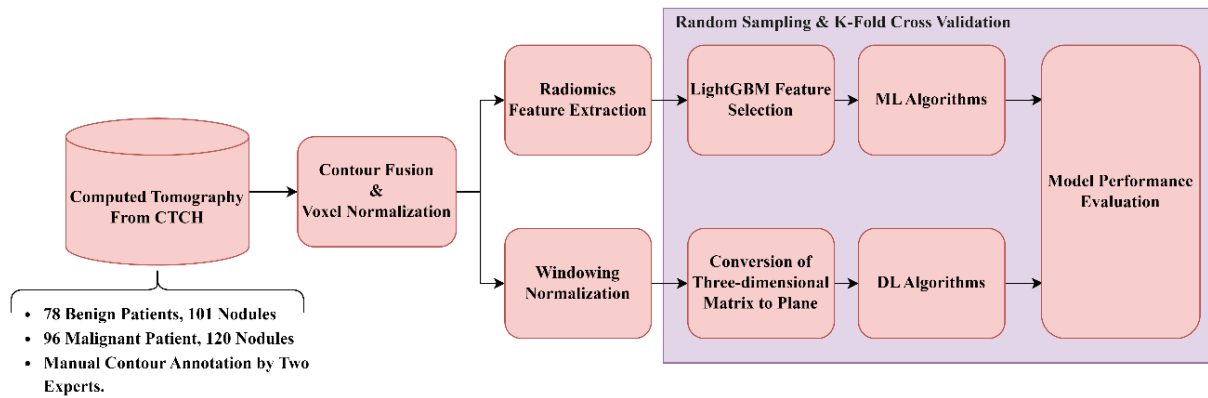 Random Sampling & K-Fold Cross Validation
Computed Tomography
From CTCH
Contour Fusion
&
Voxel Normalization
Radiomics
Feature Extraction
LightGBM Feature
Selection
ML Algorithms
Windowing
Normalization
Conversion of
Three-dimensional
Matrix to Plane
DL Algorithms
Model Performance
Evaluation
• 78 Benign Patients, 101 Nodules
• 96 Malignant Patient, 120 Nodules
• Manual Contour Annotation by Two
Experts.